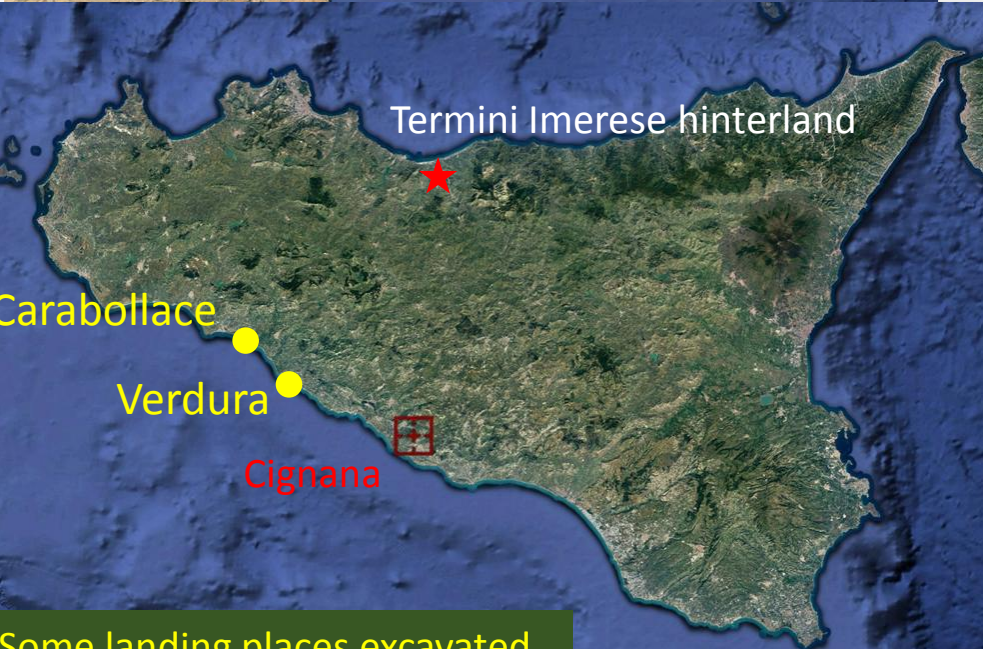 Termini Imerese hinterland
Carabollace
Verdura
Cignana
Some landing places excavated